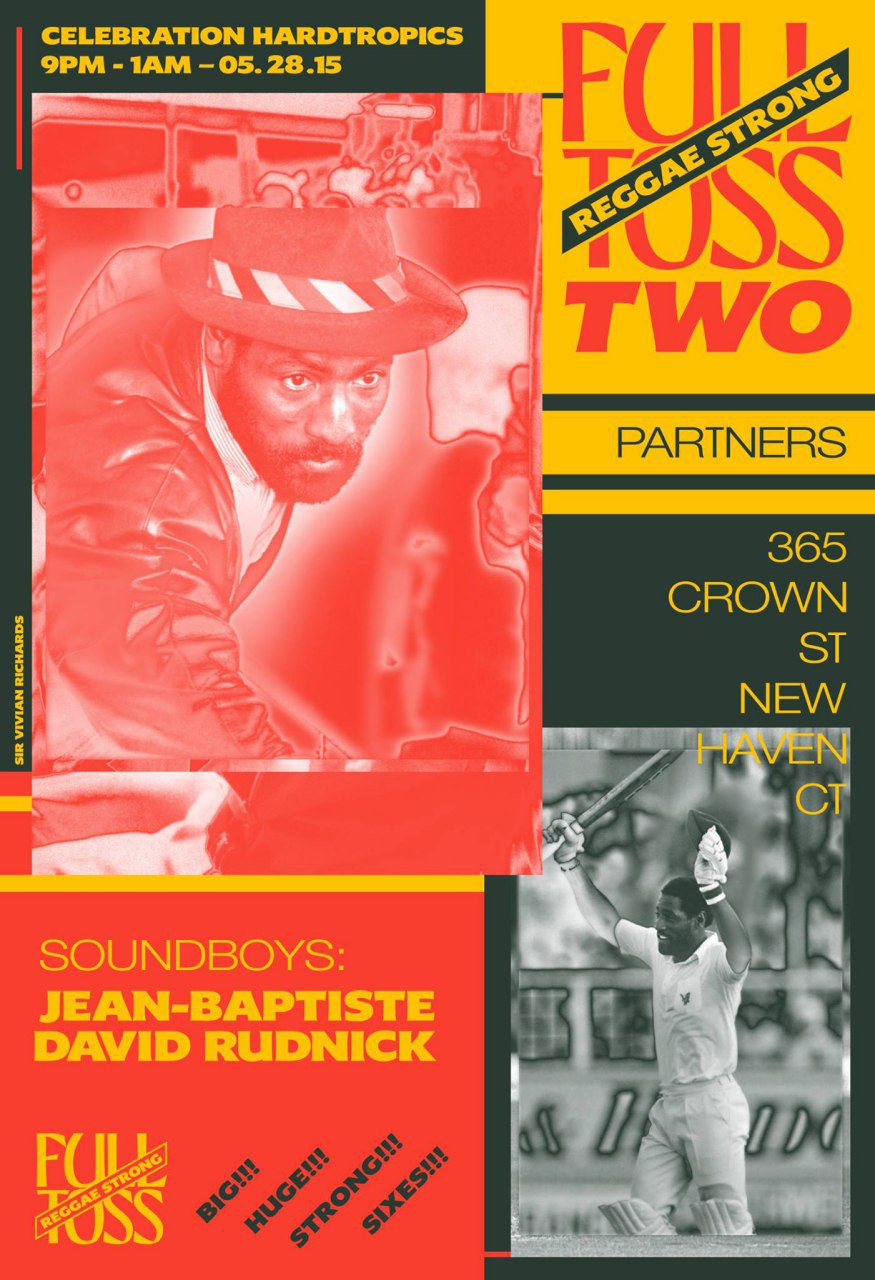 CELEBRATION HARDTROPICS
9PM - 1AM – 05.28.15
FULL
TOSS
REGGAE STRONG
TWO
PARTNERS
365
CROWN
ST
NEW
HAVEN
CT
SIR VIVIAN RICHARDS
SOUNDBOYS:
JEAN-BAPTISTE
DAVID RUDNICK
FULL
TOSS
REGGAE STRONG
BIG!!!
HUGE!!!
STRONG!!!
SIXES!!!